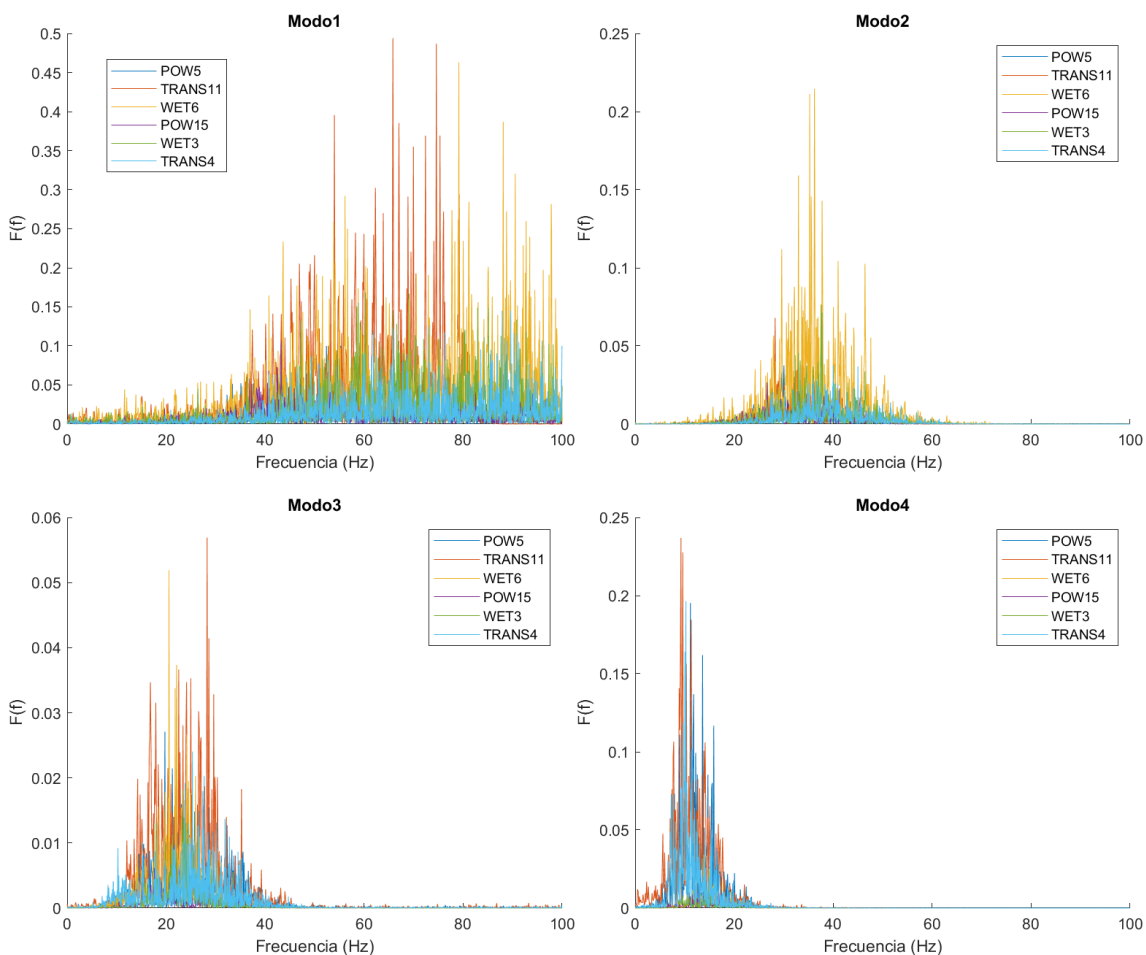 Modo1
0.5
0.45
0.4
0.35
0.3
0.25
0.2
0.15
0.1
0.05
0
F(f)
POW5
TRANS11
WET6
POW15
WET3
TRANS4
0 20 40 60 80 100
Frecuencia (Hz)
Modo2
0.25
0.2
0.15
0.1
0.05
0
F(f)
POW5
TRANS11
WET6
POW15
WET3
TRANS4
0 20 40 60 80 100
Frecuencia (Hz)
Modo3
0.06
0.05
0.04
0.03
0.02
0.01
0
F(f)
POW5
TRANS11
WET6
POW15
WET3
TRANS4
0 20 40 60 80 100
Frecuencia (Hz)
Modo4
0.25
0.2
0.15
0.1
0.05
0
F(f)
POW5
TRANS11
WET6
POW15
WET3
TRANS4
0 20 40 60 80 100
Frecuencia (Hz)